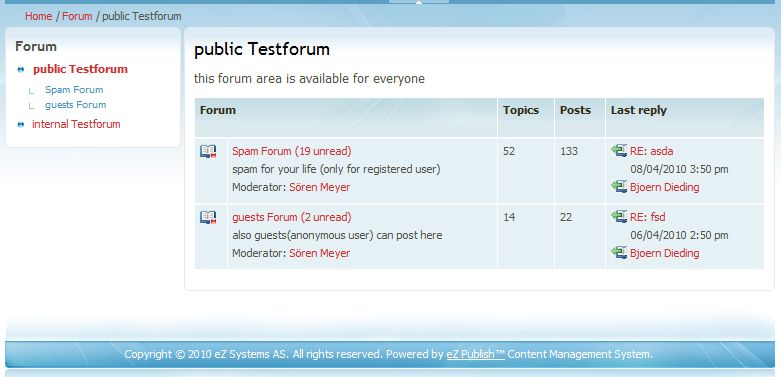 Home / Forum / public Testforum
Forum
public Testforum
Spam Forum
guests Forum
internal Testforum
public Testforum
this forum area is available for everyone
Forum Topics Posts Last reply
Spam Forum (19 unread) 52 133 RE: asda
spam for your life (only for registered user) 08/04/2010 3:50 pm
Moderator: Sören Meyer Bjoern Dieding
guests Forum (2 unread) 14 22 RE: fsd
also guests(anonymous user) can post here 06/04/2010 2:50 pm
Moderator: Sören Meyer Bjoern Dieding
Copyright © 2010 eZ Systems AS. All rights reserved. Powered by eZ Publish™ Content Management System.